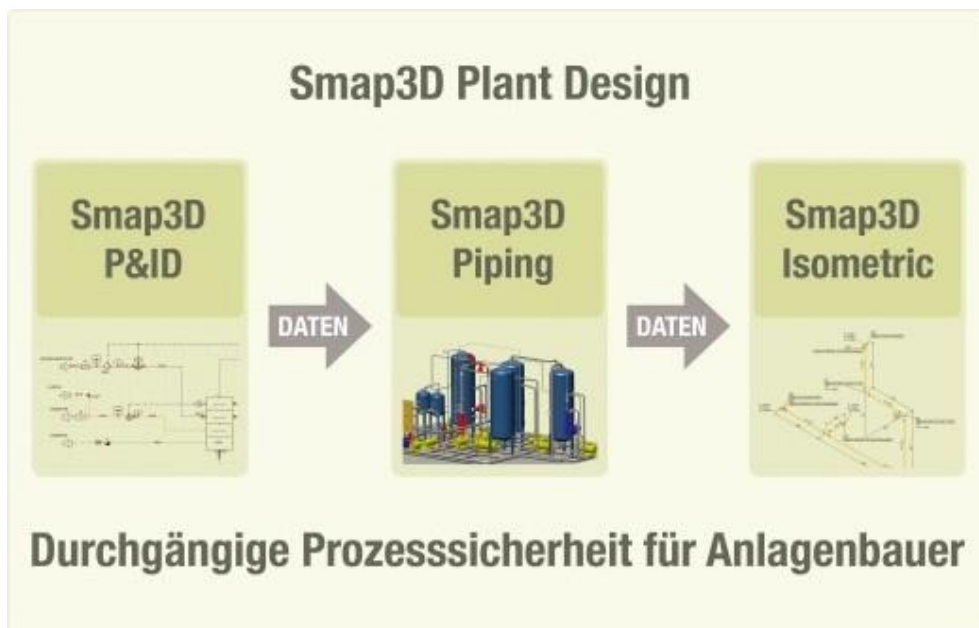 Smap3D Plant Design
Smap3D
P&ID
DATEN
Smap3D
Piping
DATEN
Smap3D
Isometric
Durchgängige Prozesssicherheit für Anlagenbauer